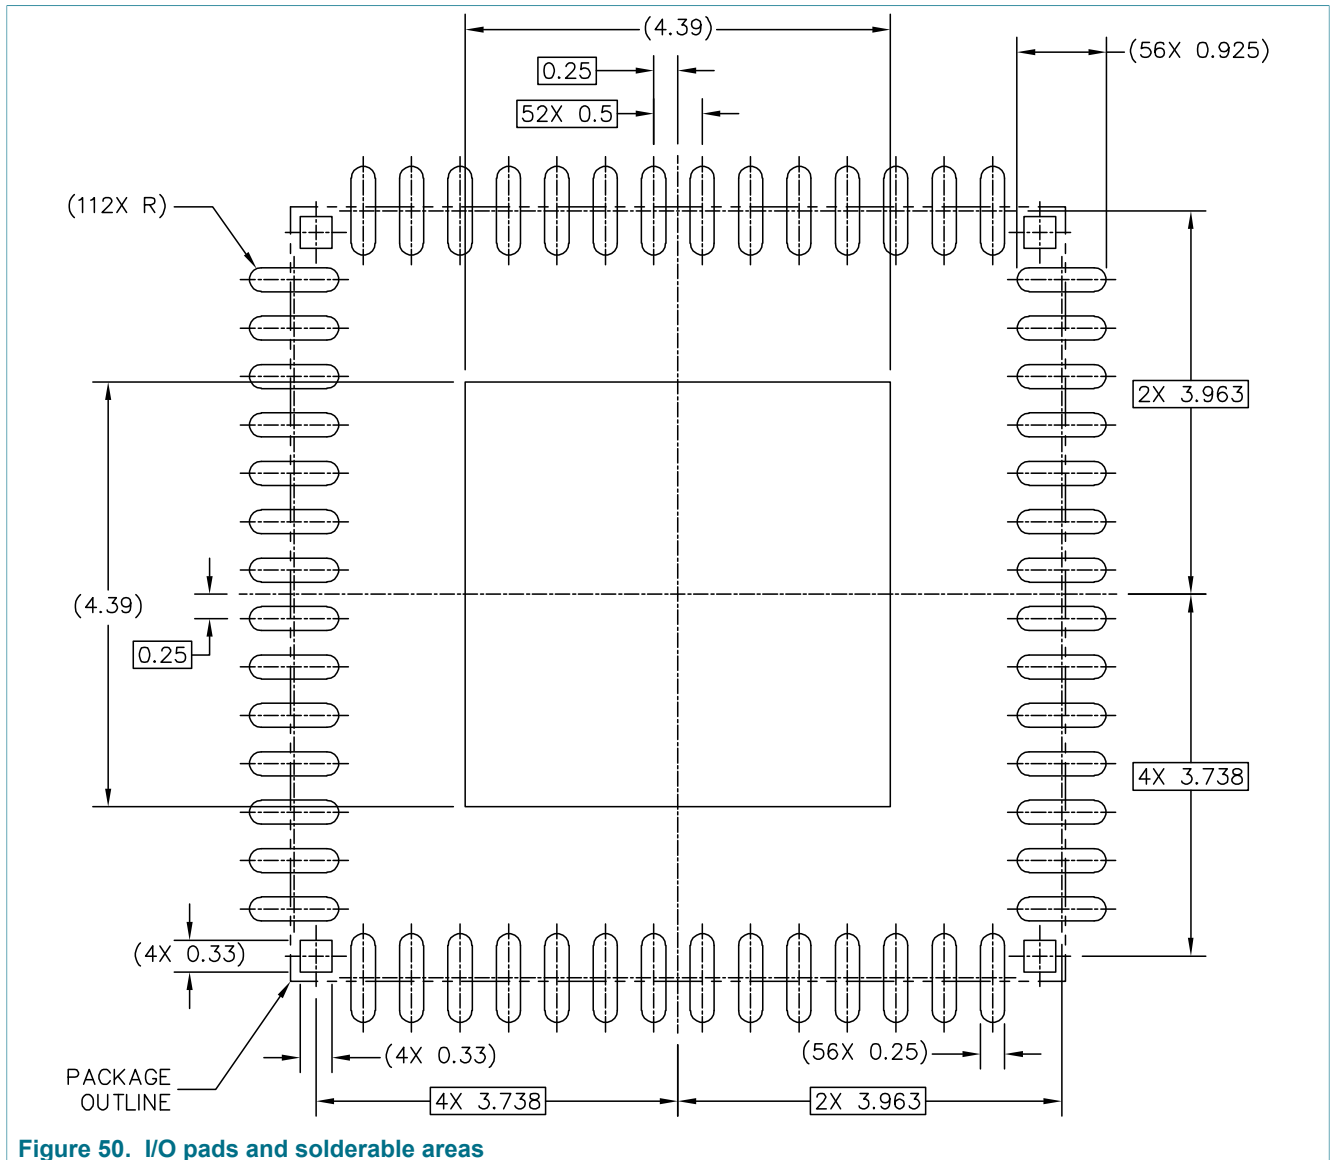 (4.39)
0.25
(56X 0.925)
52X 0.5
(112X R)
2X 3.963
(4.39)
0.25
4X 3.738
(4X 0.33)
(4X 0.33)
(56X 0.25)
PACKAGE
OUTLINE
4X 3.738
2X 3.963
Figure 50. I/O pads and solderable areas